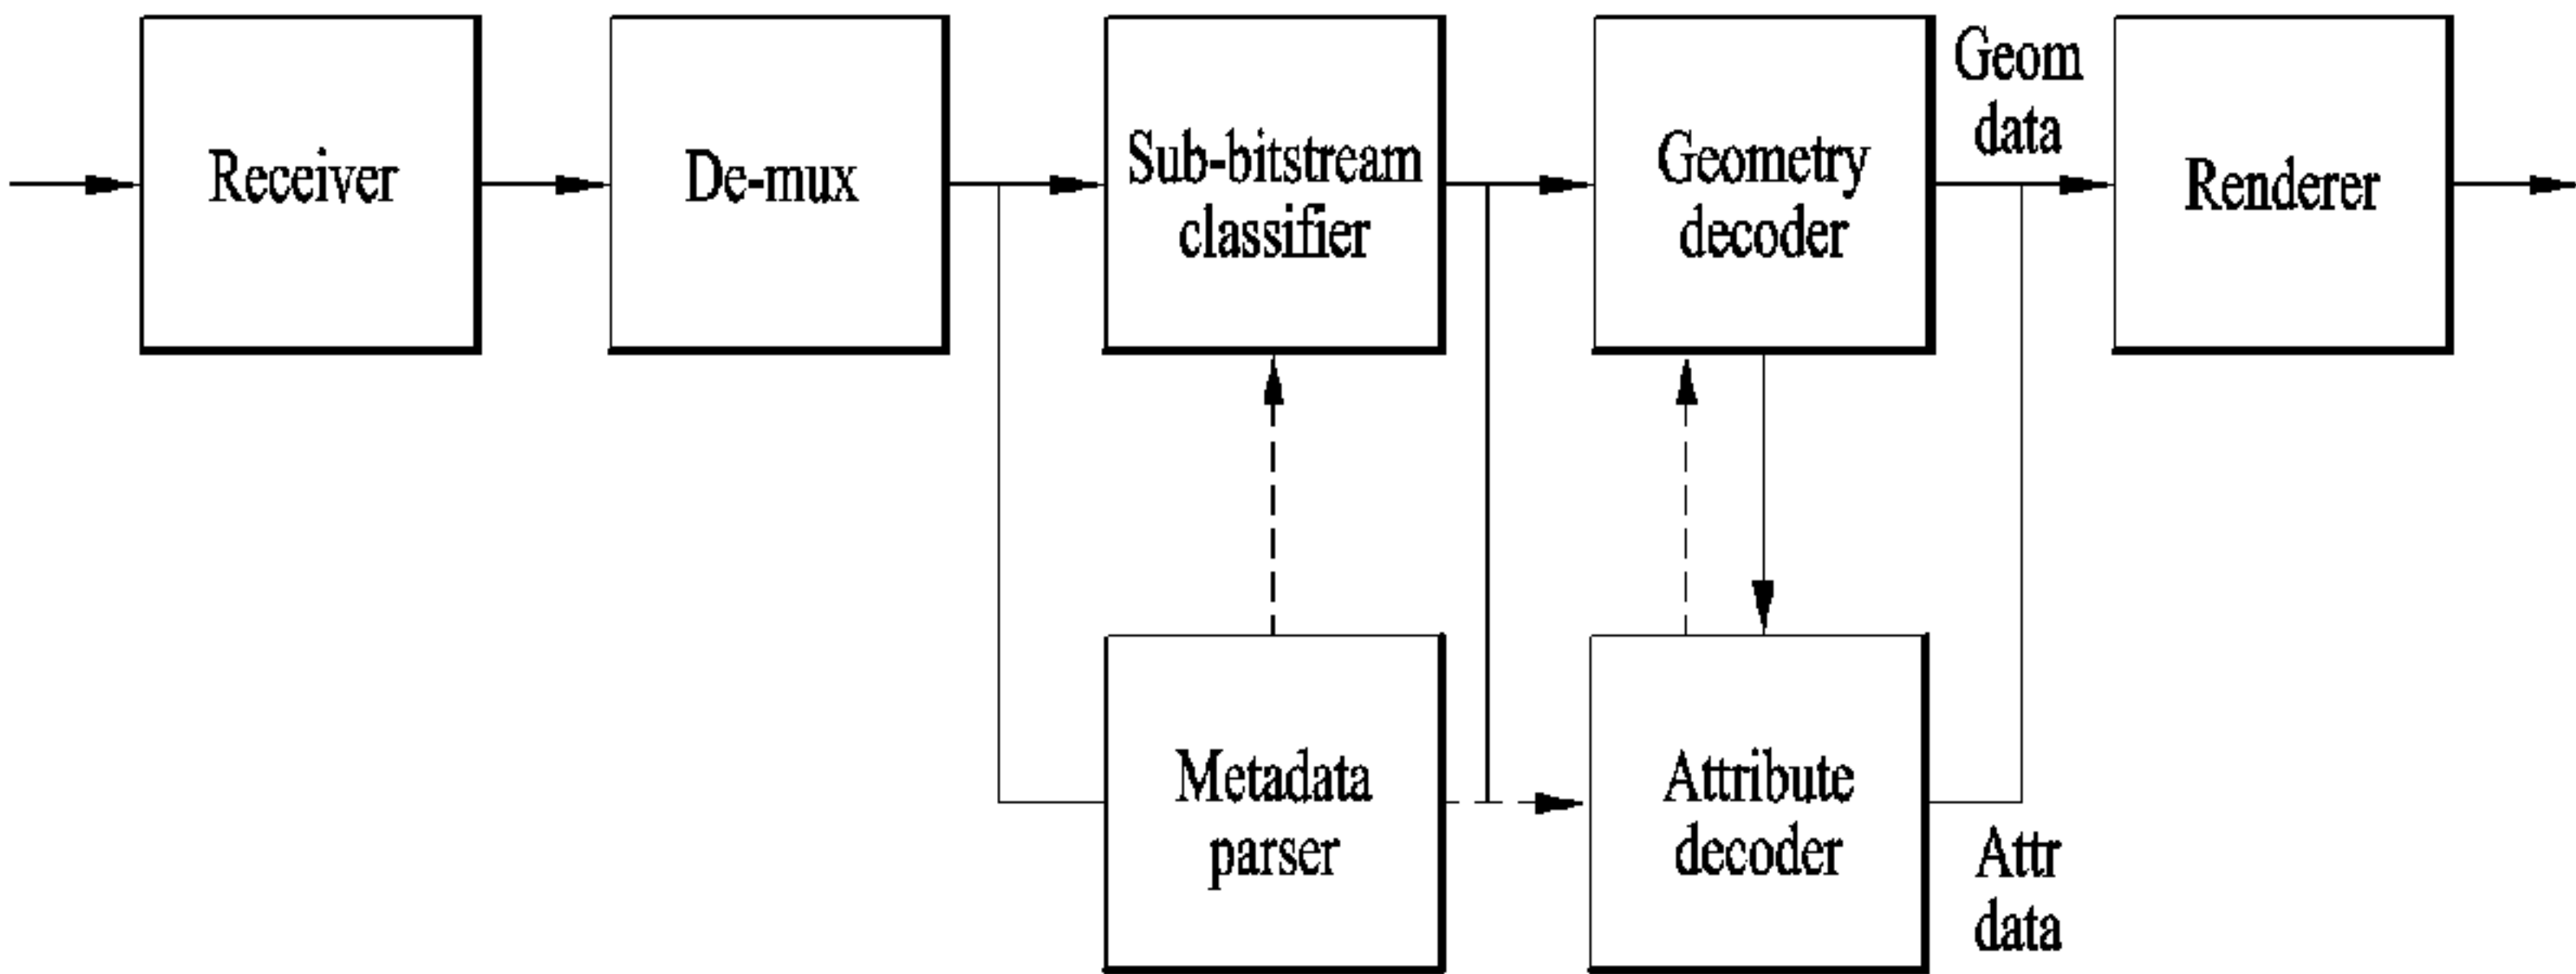 Receiver
De-mux
Sub-bitstream
classifier
Geometry
decoder
Geom
data
Renderer
Metadata
parser
Attribute
decoder
Attr
data